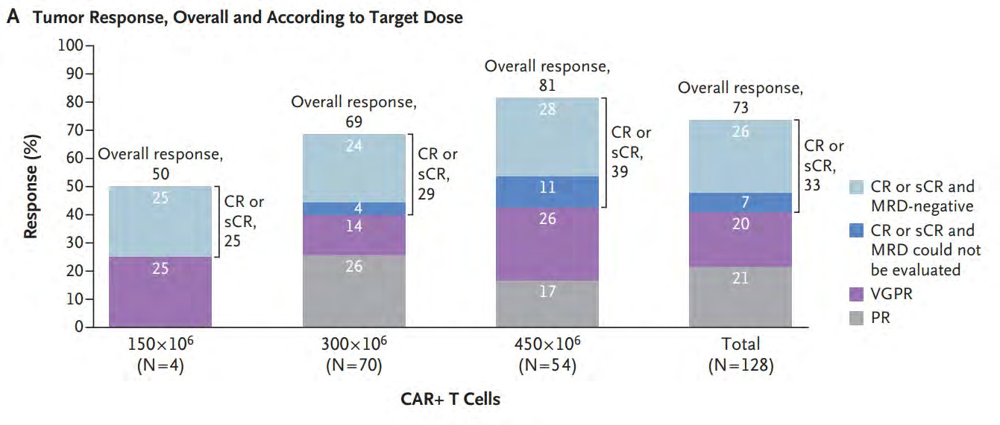 A Tumor Response, Overall and According to Target Dose
Response (%)
100
90
80
70
60
50
40
30
20
10
0
Overall response,
50
25
25
CR or
sCR,
25
150×10⁶
(N=4)
Overall response,
69
24
4
14
26
CR or
sCR,
29
300×10⁶
(N=70)
Overall response,
81
28
11
26
17
CR or
sCR,
39
450×10⁶
(N=54)
Overall response,
73
26
7
20
21
CR or
sCR,
33
Total
(N=128)
CAR+ T Cells
CR or sCR and
MRD-negative
CR or sCR and
MRD could not
be evaluated
VGPR
PR